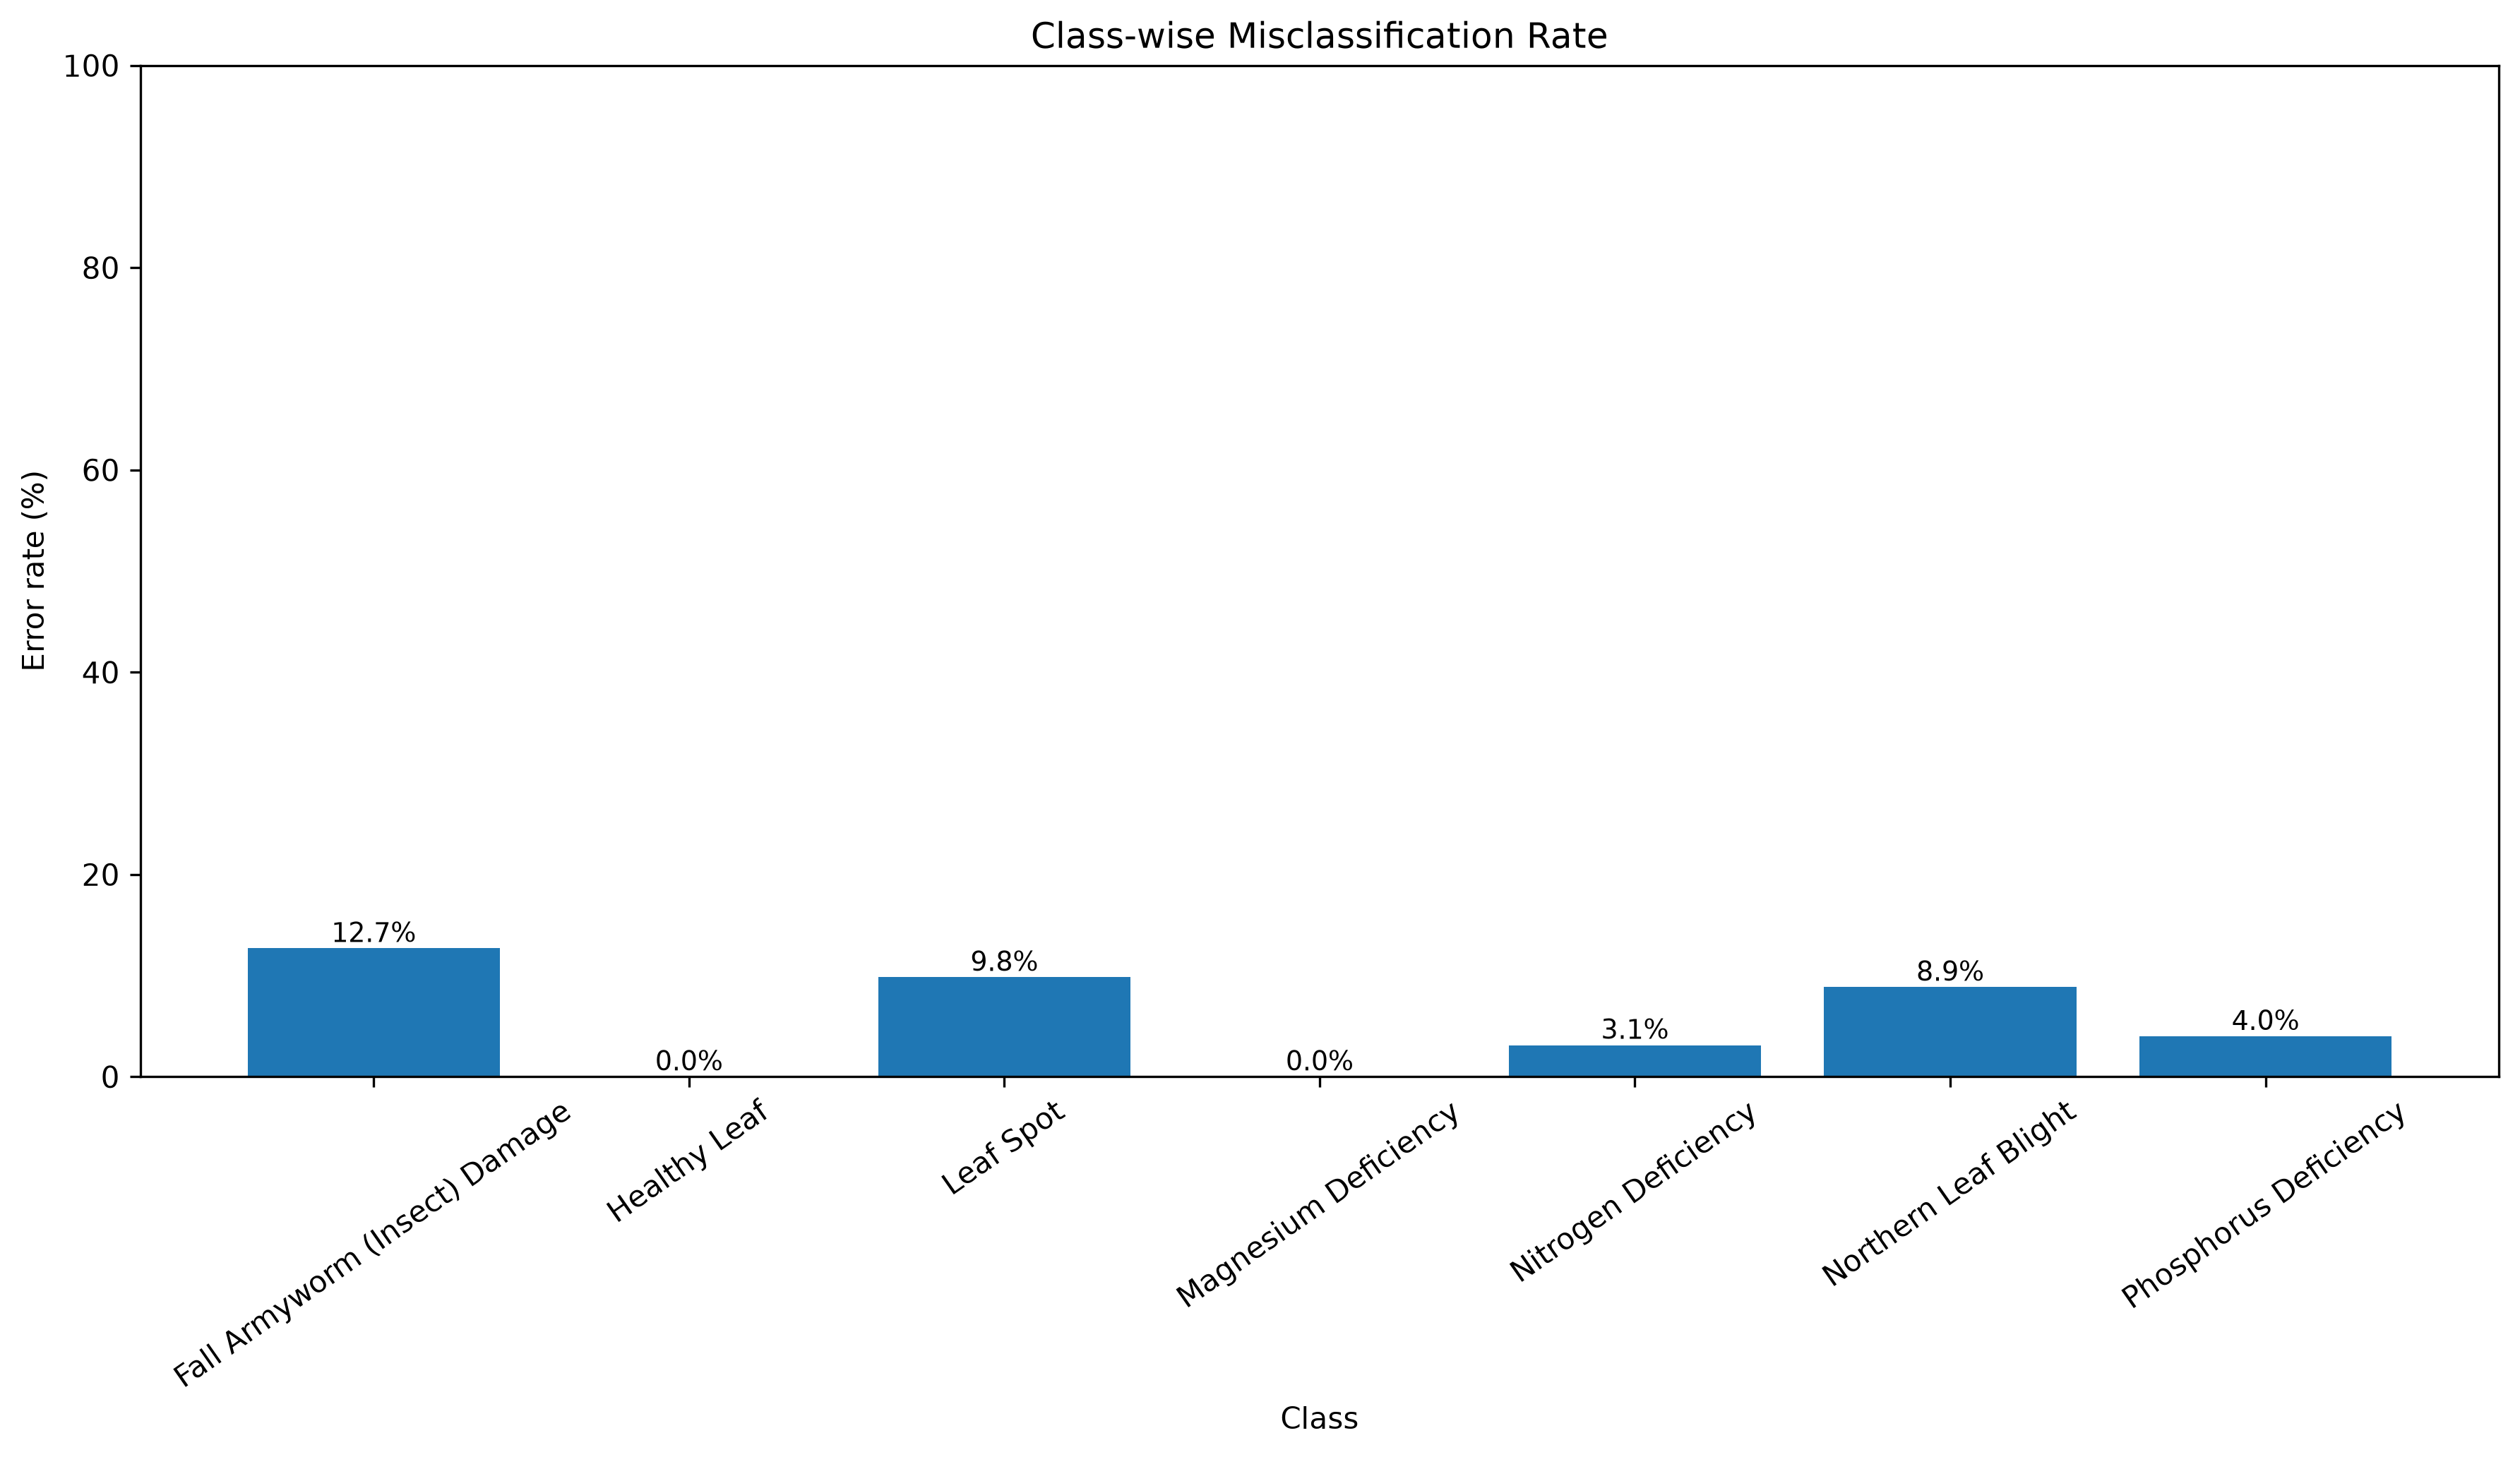 Class-wise Misclassification Rate
100
80
60
40
20
0
Error rate (%)
12.7%
0.0%
9.8%
0.0%
3.1%
8.9%
4.0%
Fall Armyworm (Insect) Damage
Healthy Leaf
Leaf Spot
Magnesium Deficiency
Nitrogen Deficiency
Northern Leaf Blight
Phosphorus Deficiency
Class